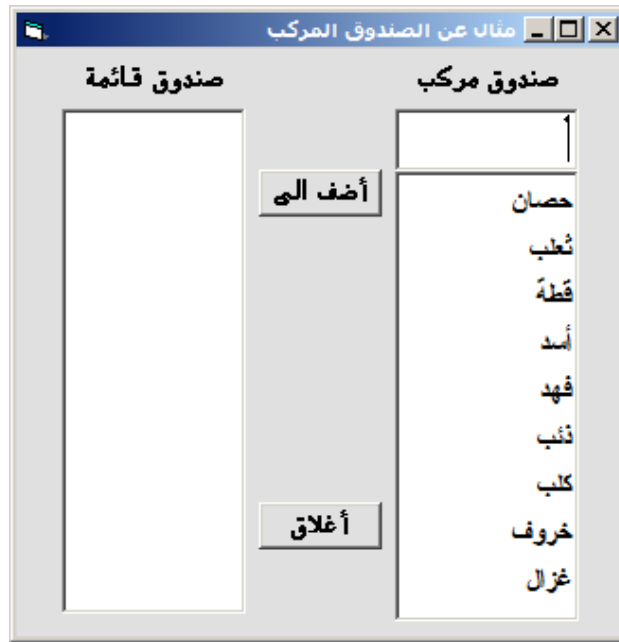 مثال عن الصندوق المركب
صندوق مركب
صندوق قائمة
أضف الى
حصان
ثعلب
قطة
أسد
فهد
ذئب
كلب
أغلاق
خروف
غزال